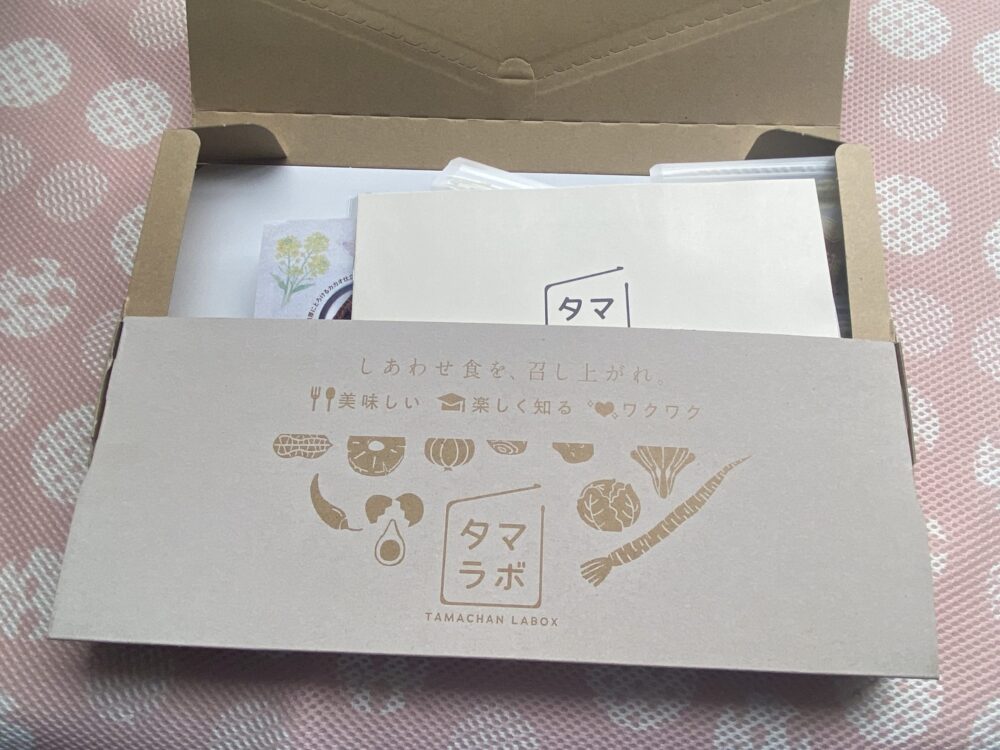 タマ
しあわせ食を、召し上がれ。
美味しい 楽しく知る ワクワク
タマ
ラボ
TAMACHAN LABOX